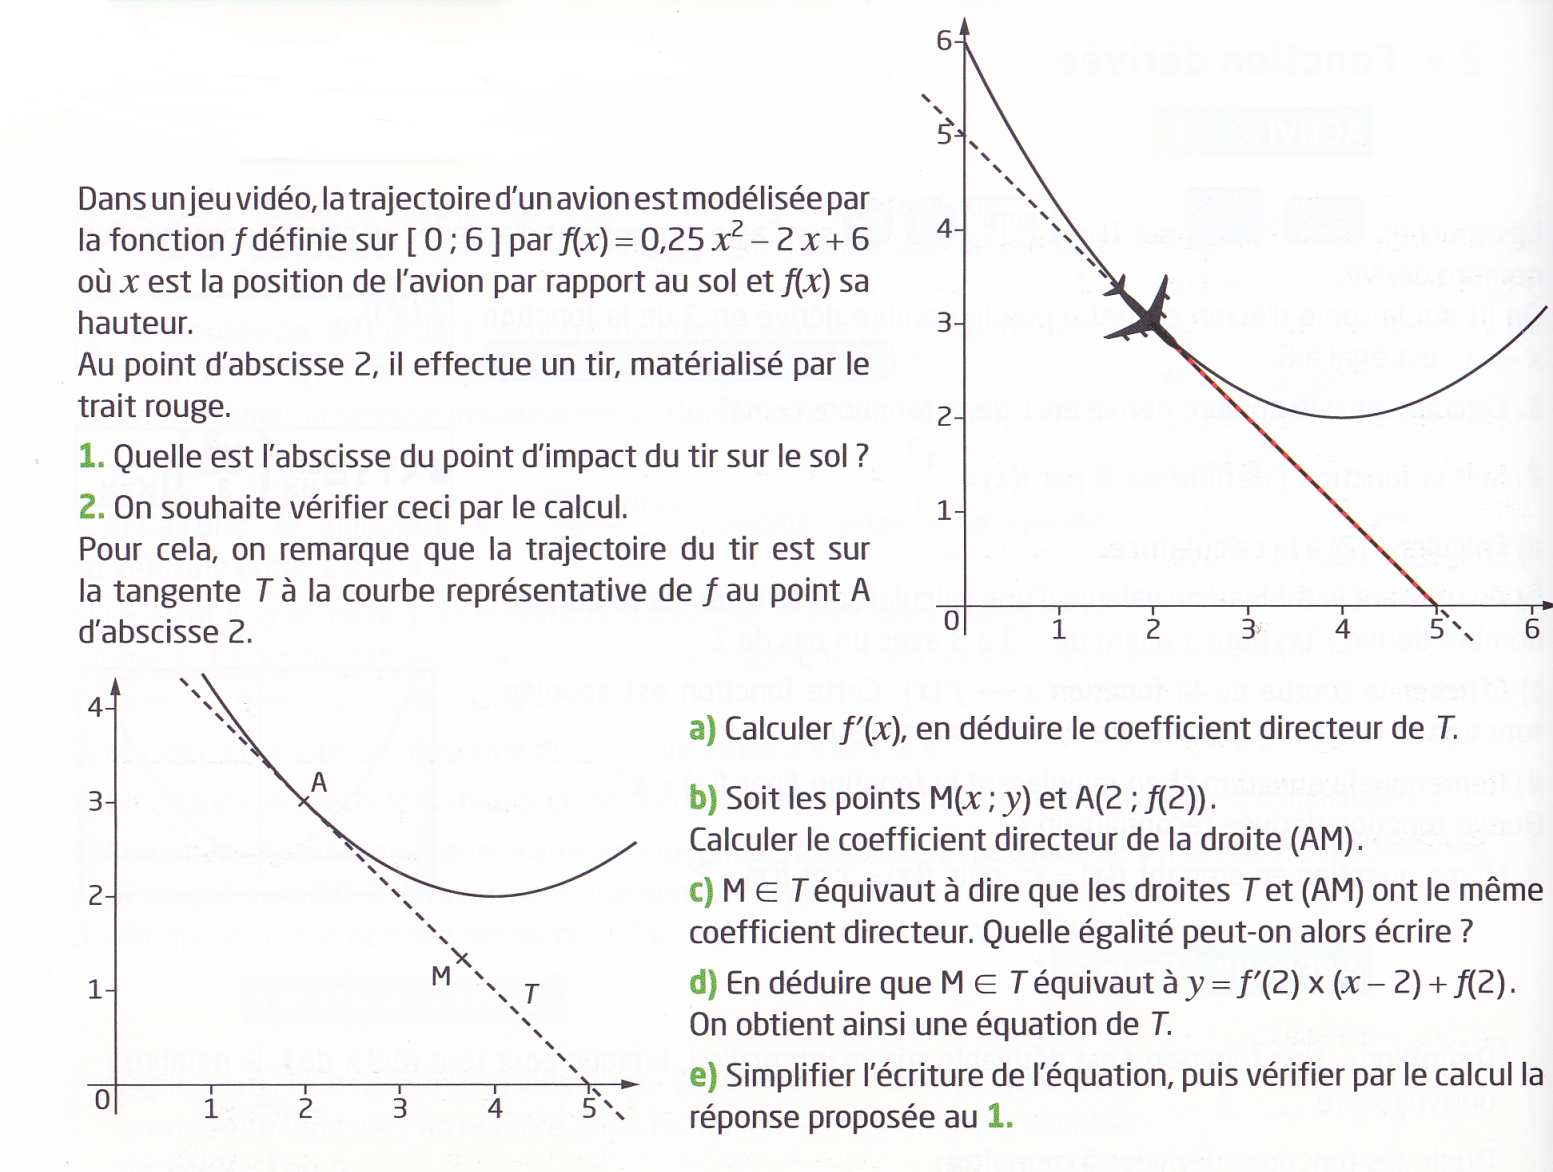 Dans un jeu vidéo, la trajectoire d'un avion est modélisée par
la fonction f définie sur [ 0 ; 6 ] par f(x) = 0,25 x² – 2 x + 6
où x est la position de l'avion par rapport au sol et f(x) sa
hauteur.
Au point d'abscisse 2, il effectue un tir, matérialisé par le
trait rouge.
1. Quelle est l'abscisse du point d'impact du tir sur le sol ?
2. On souhaite vérifier ceci par le calcul.
Pour cela, on remarque que la trajectoire du tir est sur
la tangente T à la courbe représentative de f au point A
d'abscisse 2.
6
5
4
3
2
1
0
1 2 3 4 5 6
4
3
2
1
0
1 2 3 4 5
A
M
T
a) Calculer f′(x), en déduire le coefficient directeur de T.
b) Soit les points M(x ; y) et A(2 ; f(2)).
Calculer le coefficient directeur de la droite (AM).
c) M ∈ T équivaut à dire que les droites T et (AM) ont le même
coefficient directeur. Quelle égalité peut-on alors écrire ?
d) En déduire que M ∈ T équivaut à y = f′(2) x (x – 2) + f(2).
On obtient ainsi une équation de T.
e) Simplifier l'écriture de l'équation, puis vérifier par le calcul la
réponse proposée au 1.